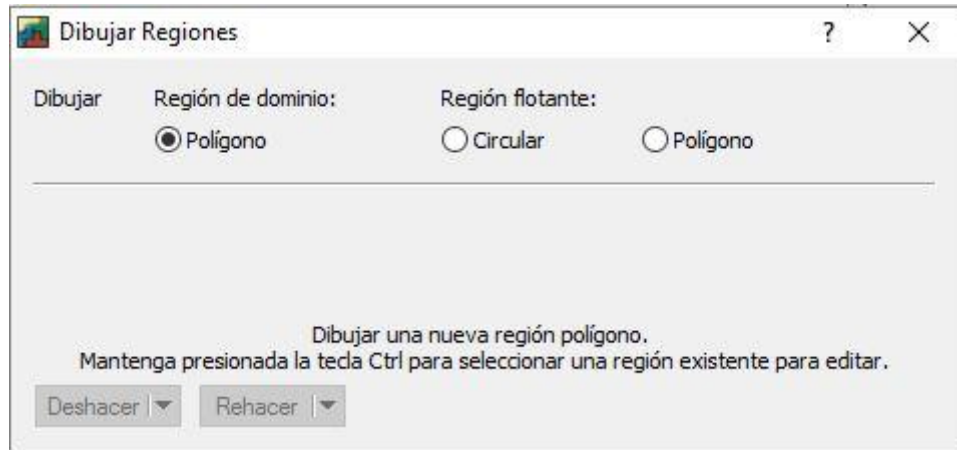 Dibujar Regiones
?
Dibujar Región de dominio: Región flotante:
Polígono Circular Polígono
Dibujar una nueva región polígono.
Mantenga presionada la tecla Ctrl para seleccionar una región existente para editar.
Deshacer Rehacer